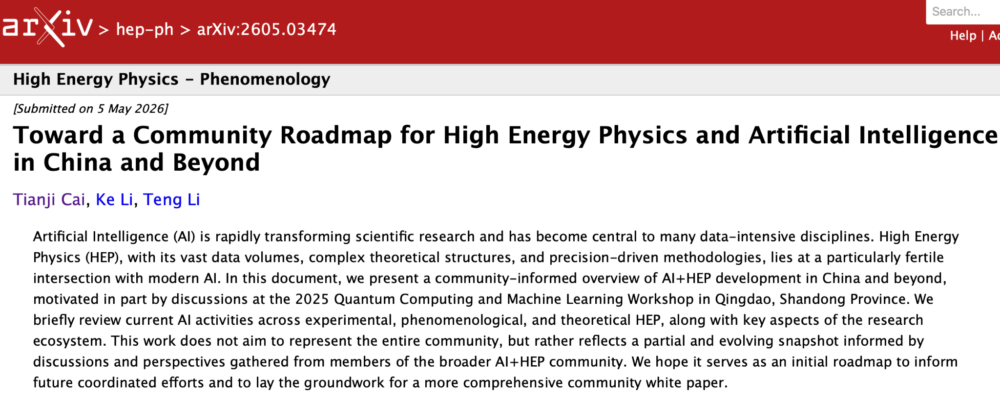 Search...
arXiv > hep-ph > arXiv:2605.03474
Help |
High Energy Physics – Phenomenology
[Submitted on 5 May 2026]
Toward a Community Roadmap for High Energy Physics and Artificial Intelligence
in China and Beyond
Tianji Cai, Ke Li, Teng Li
Artificial Intelligence (AI) is rapidly transforming scientific research and has become central to many data-intensive disciplines. High Energy
Physics (HEP), with its vast data volumes, complex theoretical structures, and precision-driven methodologies, lies at a particularly fertile
intersection with modern AI. In this document, we present a community-informed overview of AI+HEP development in China and beyond,
motivated in part by discussions at the 2025 Quantum Computing and Machine Learning Workshop in Qingdao, Shandong Province. We
briefly review current AI activities across experimental, phenomenological, and theoretical HEP, along with key aspects of the research
ecosystem. This work does not aim to represent the entire community, but rather reflects a partial and evolving snapshot informed by
discussions and perspectives gathered from members of the broader AI+HEP community. We hope it serves as an initial roadmap to inform
future coordinated efforts and to lay the groundwork for a more comprehensive community white paper.